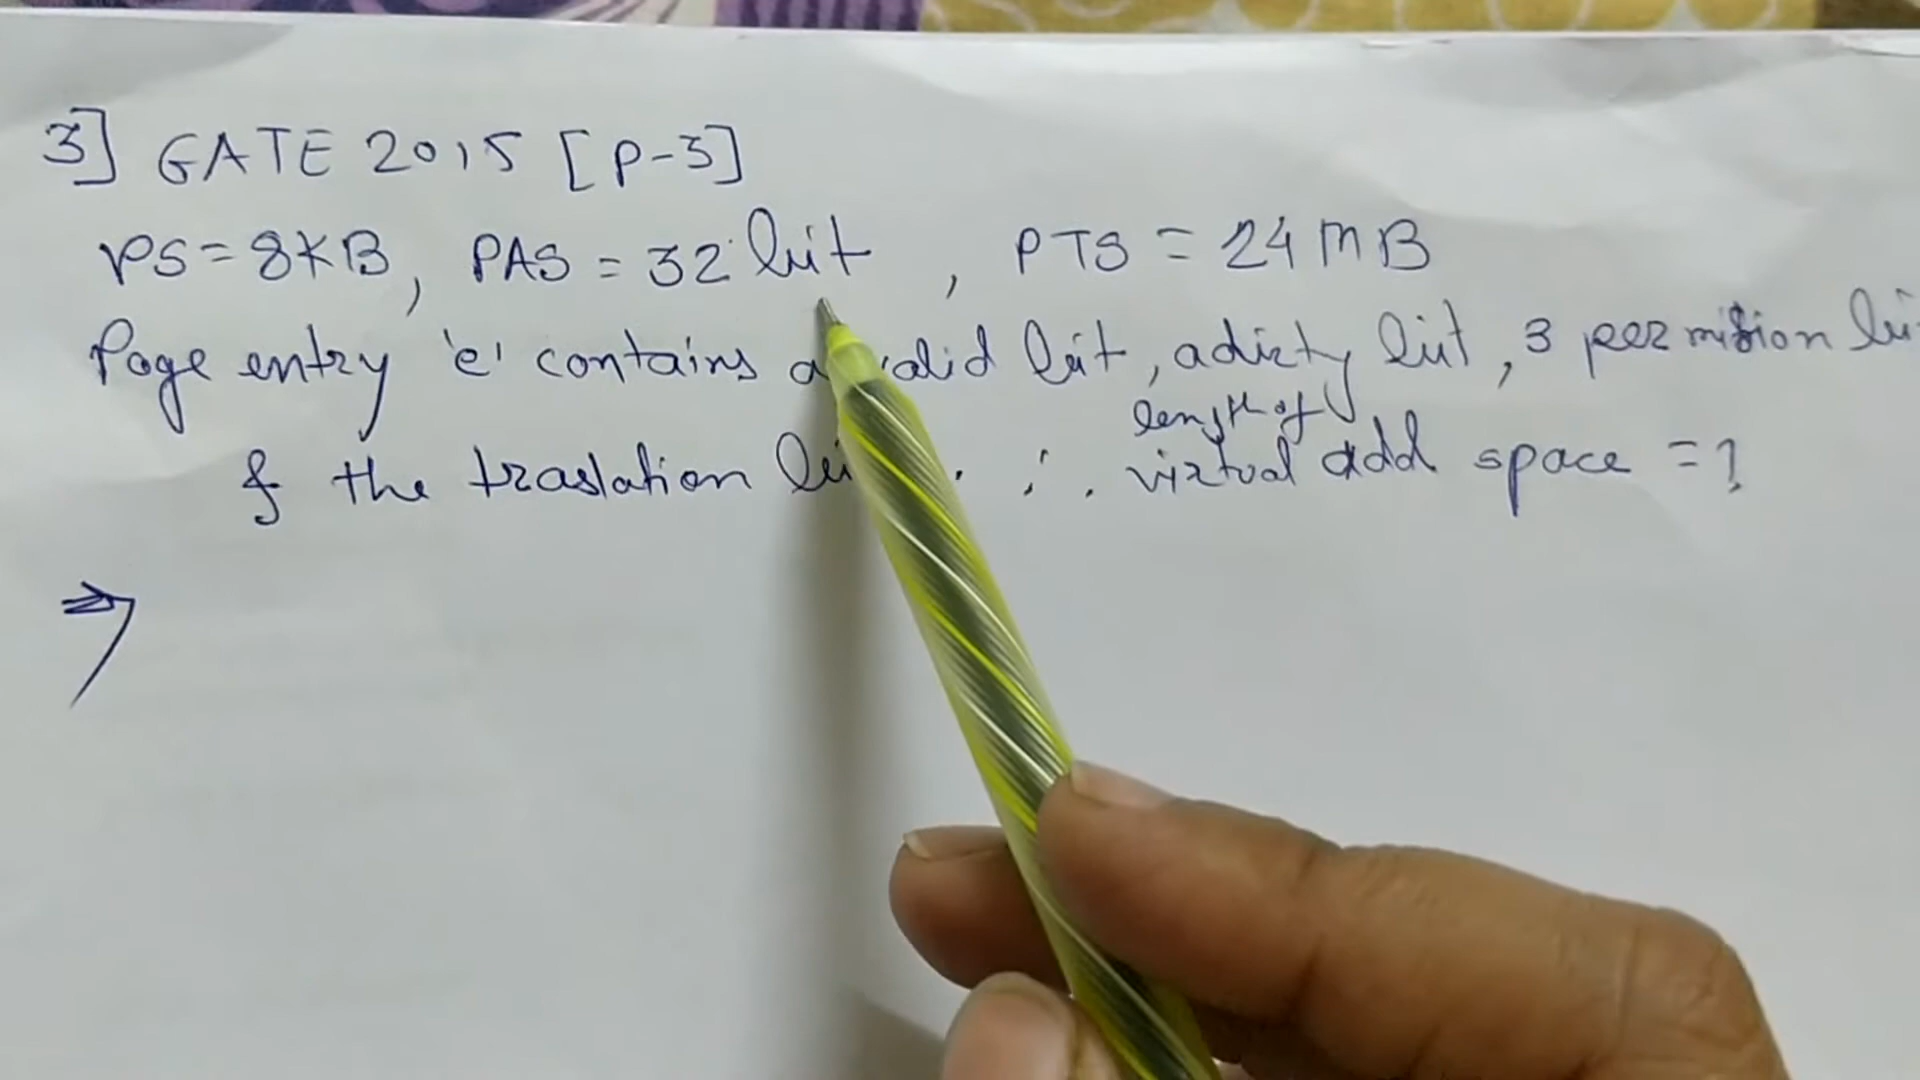 3] GATE 2015 [P-3]
PS = 8KB, PAS = 32 bit, PTS = 24 MB
Page entry 'e' contains a valid bit, a dirty bit, 3 permision
length of
& the traslation . ∴ virtual add space = ?
⇒